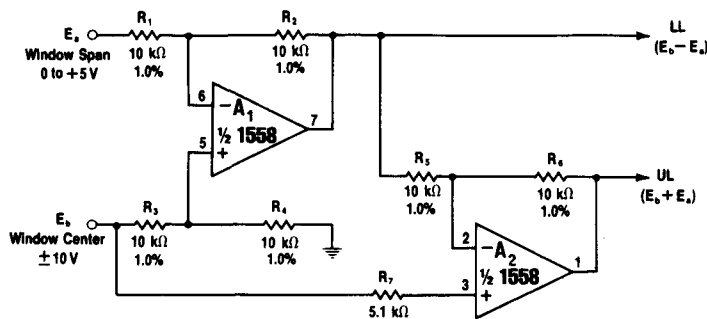 R1
10 kΩ
1.0%
R2
10 kΩ
1.0%
Ea
Window Span
0 to +5 V
LL
(Eb – Ea)
6
–A1
7
½ 1558
5
+
R5
10 kΩ
1.0%
R6
10 kΩ
1.0%
UL
(Eb + Ea)
Eb
Window Center
±10 V
R3
10 kΩ
1.0%
R4
10 kΩ
1.0%
2
–A2
1
½ 1558
3
+
R7
5.1 kΩ